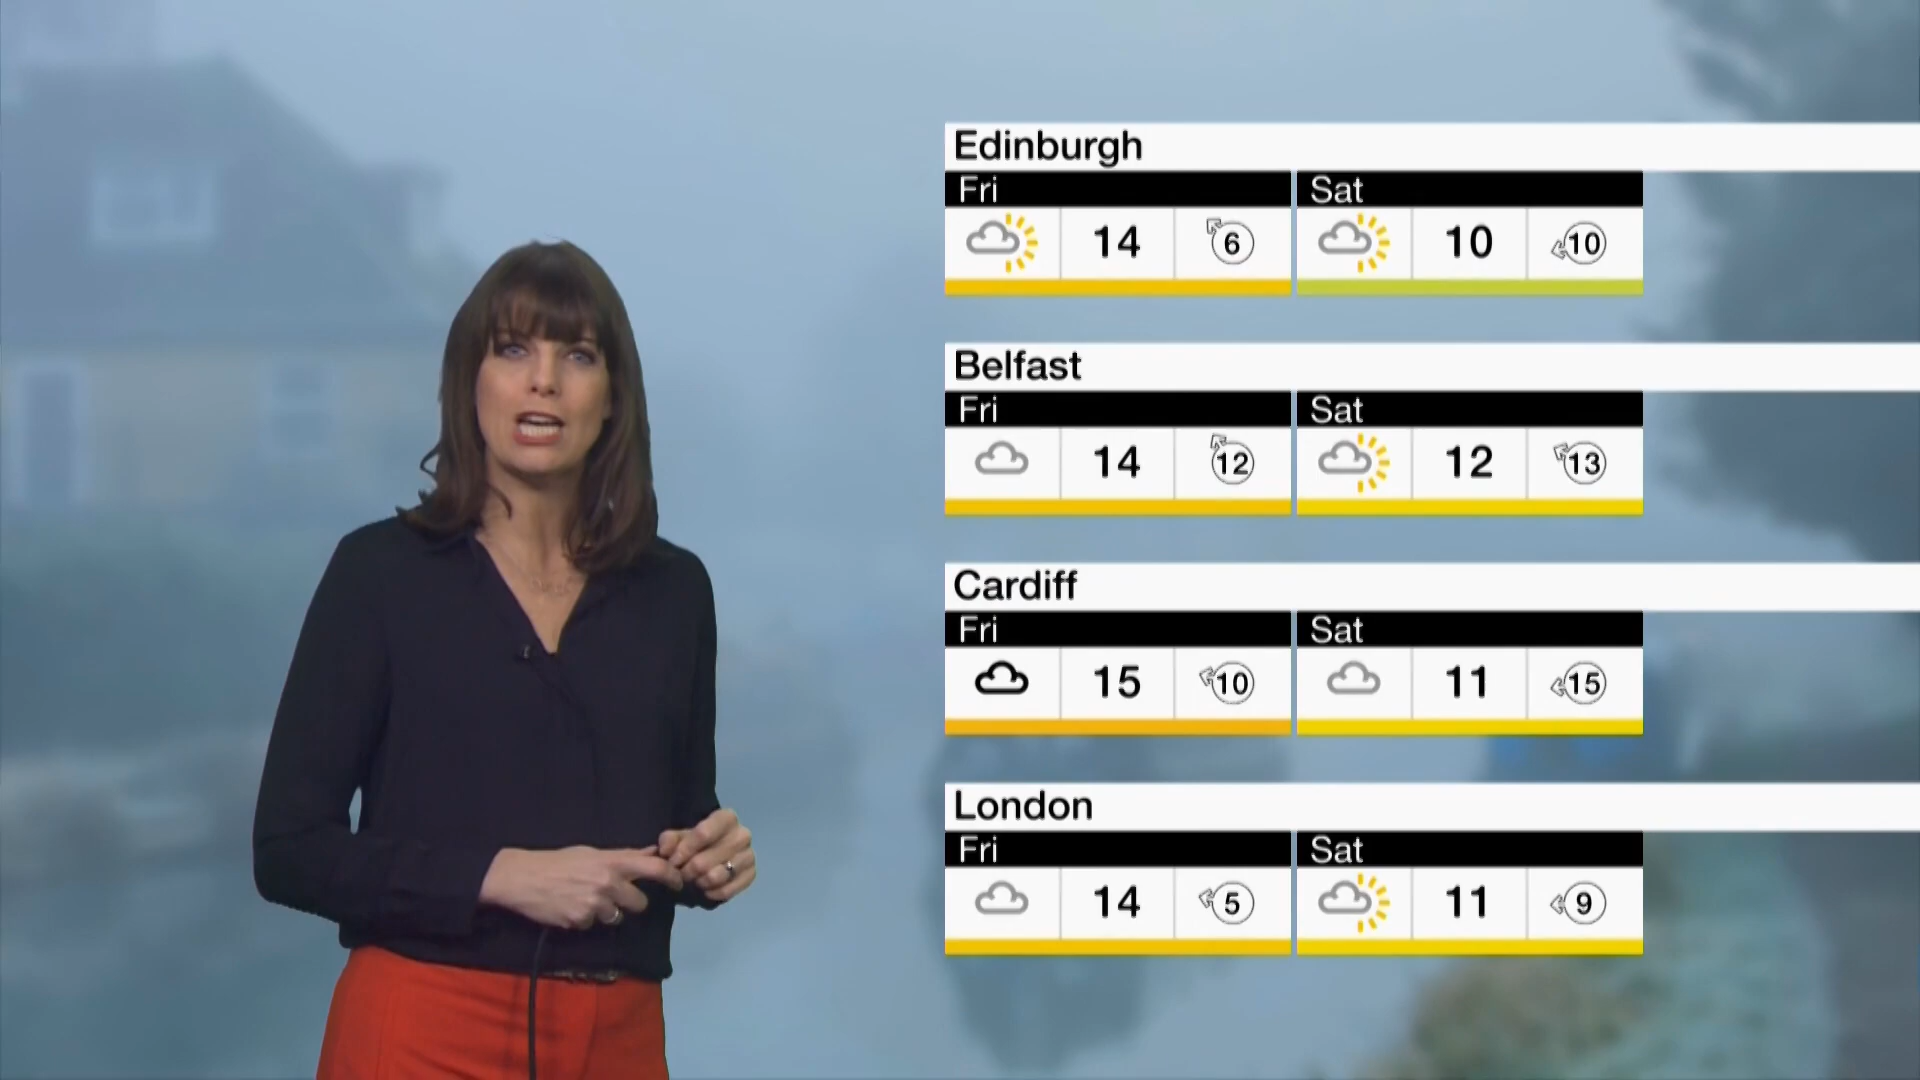 Edinburgh
Fri Sat
14 6 10 10
Belfast
Fri Sat
14 12 12 13
Cardiff
Fri Sat
15 10 11 15
London
Fri Sat
14 5 11 9